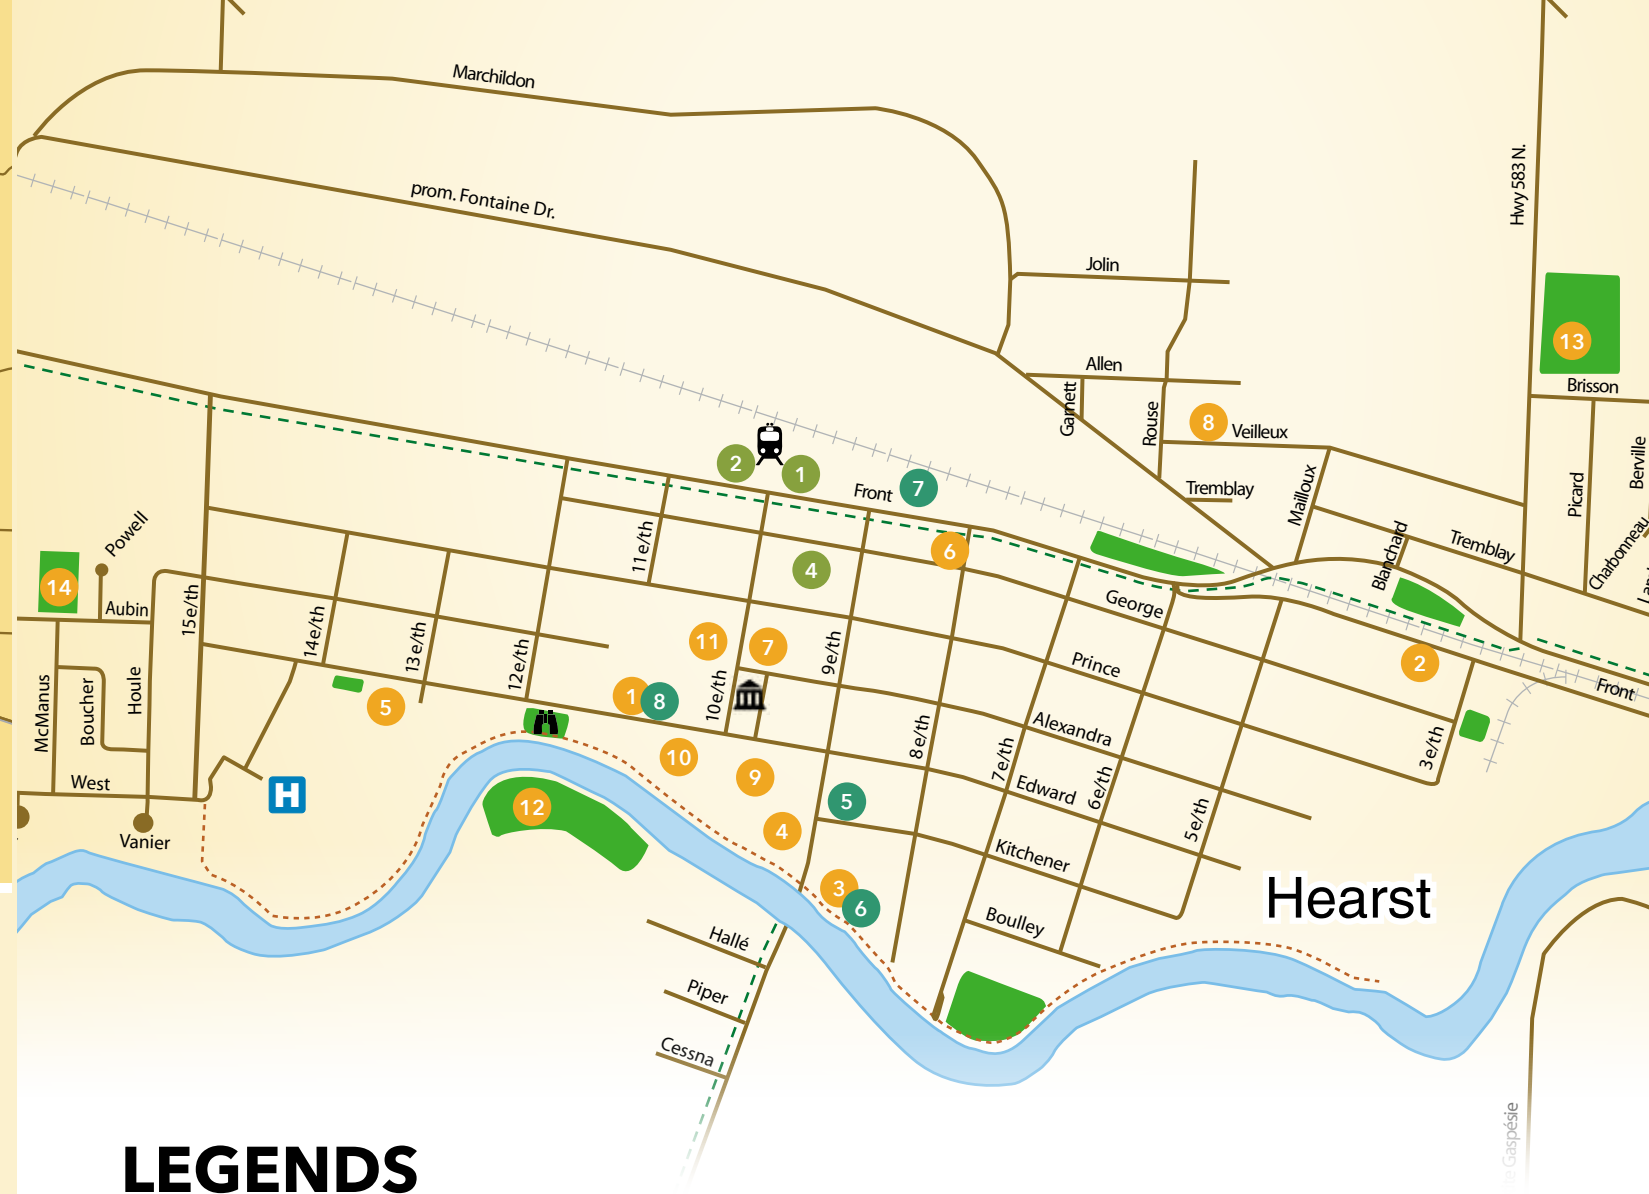 Marchildon
Hwy 583 N.
prom. Fontaine Dr.
Jolin
13
Allen
Brisson
Garnett
Rouse
8
Veilleux
Berville
2
1
Front
7
Tremblay
Mailloux
Picard
Powell
11e/th
6
Blanchard
Tremblay
Charbonneau
14
4
Aubin
15e/th
George
14e/th
13e/th
12e/th
11
7
9e/th
Prince
2
McManus
Boucher
Houle
5
1
8
10e/th
Front
Alexandra
8e/th
7e/th
3e/th
10
9
West
H
Edward
6e/th
12
5
5e/th
Vanier
4
Kitchener
3
6
Hearst
Hallé
Boulley
Piper
Cessna
Gaspésie
LEGENDS